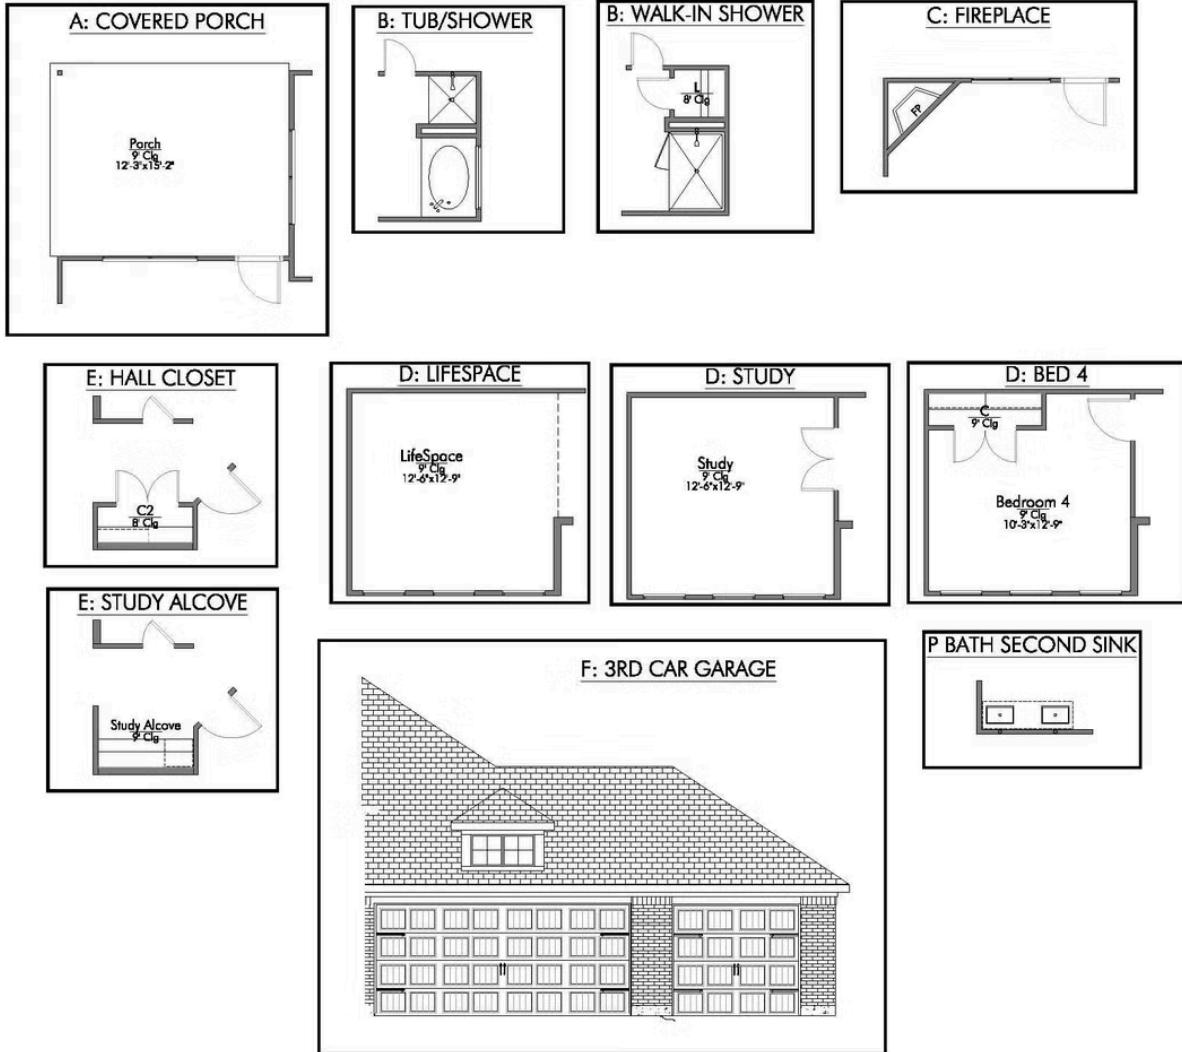 A: COVERED PORCH
Porch
9' Clg
12'-3"x15'-2"
B: TUB/SHOWER
B: WALK-IN SHOWER
L
8' Clg
C: FIREPLACE
FP
E: HALL CLOSET
C2
8' Clg
D: LIFESPACE
LifeSpace
9' Clg
12'-6"x12'-9"
D: STUDY
Study
9' Clg
12'-6"x12'-9"
D: BED 4
C
9' Clg
Bedroom 4
9' Clg
10'-3"x12'-9"
E: STUDY ALCOVE
Study Alcove
9' Clg
F: 3RD CAR GARAGE
P BATH SECOND SINK